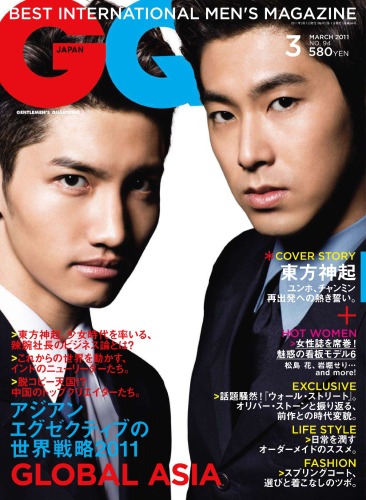 BEST INTERNATIONAL MEN'S MAGAZINE
GQ
JAPAN
GENTLEMEN'S QUARTERLY
3
MARCH 2011
NO. 94
580YEN
*COVER STORY
東方神起
ユンホ、チャンミン
再出発への熱き誓い。
+
HOT WOMEN
>女性誌を席巻!
魅惑の看板モデル6
松島 花、岩堀せり…
and more!
EXCLUSIVE
>話題騒然!『ウォール・ストリート』。
オリバー・ストーンと振り返る、
前作との時代変貌。
LIFE STYLE
>日常を潤す
オーダーメイドのススメ。
FASHION
>スプリングコート、
選びと着こなしのツボ。
>東方神起、少女時代を率いる、
辣腕社長のビジネス論とは?
>これからの世界を動かす、
インドのニューリーダーたち。
>脱コピー天国!?
中国のトップクリエイターたち。
アジアン
エグゼクティブの
世界戦略2011
GLOBAL ASIA